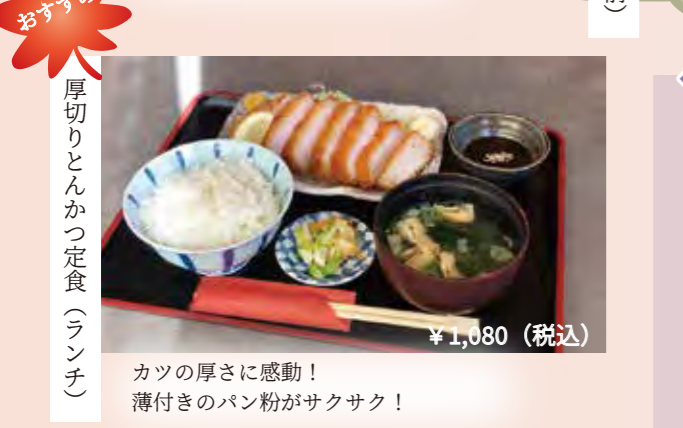 おすすめ
厚切りとんかつ定食（ランチ）
￥1,080（税込）
カツの厚さに感動！
薄付きのパン粉がサクサク！